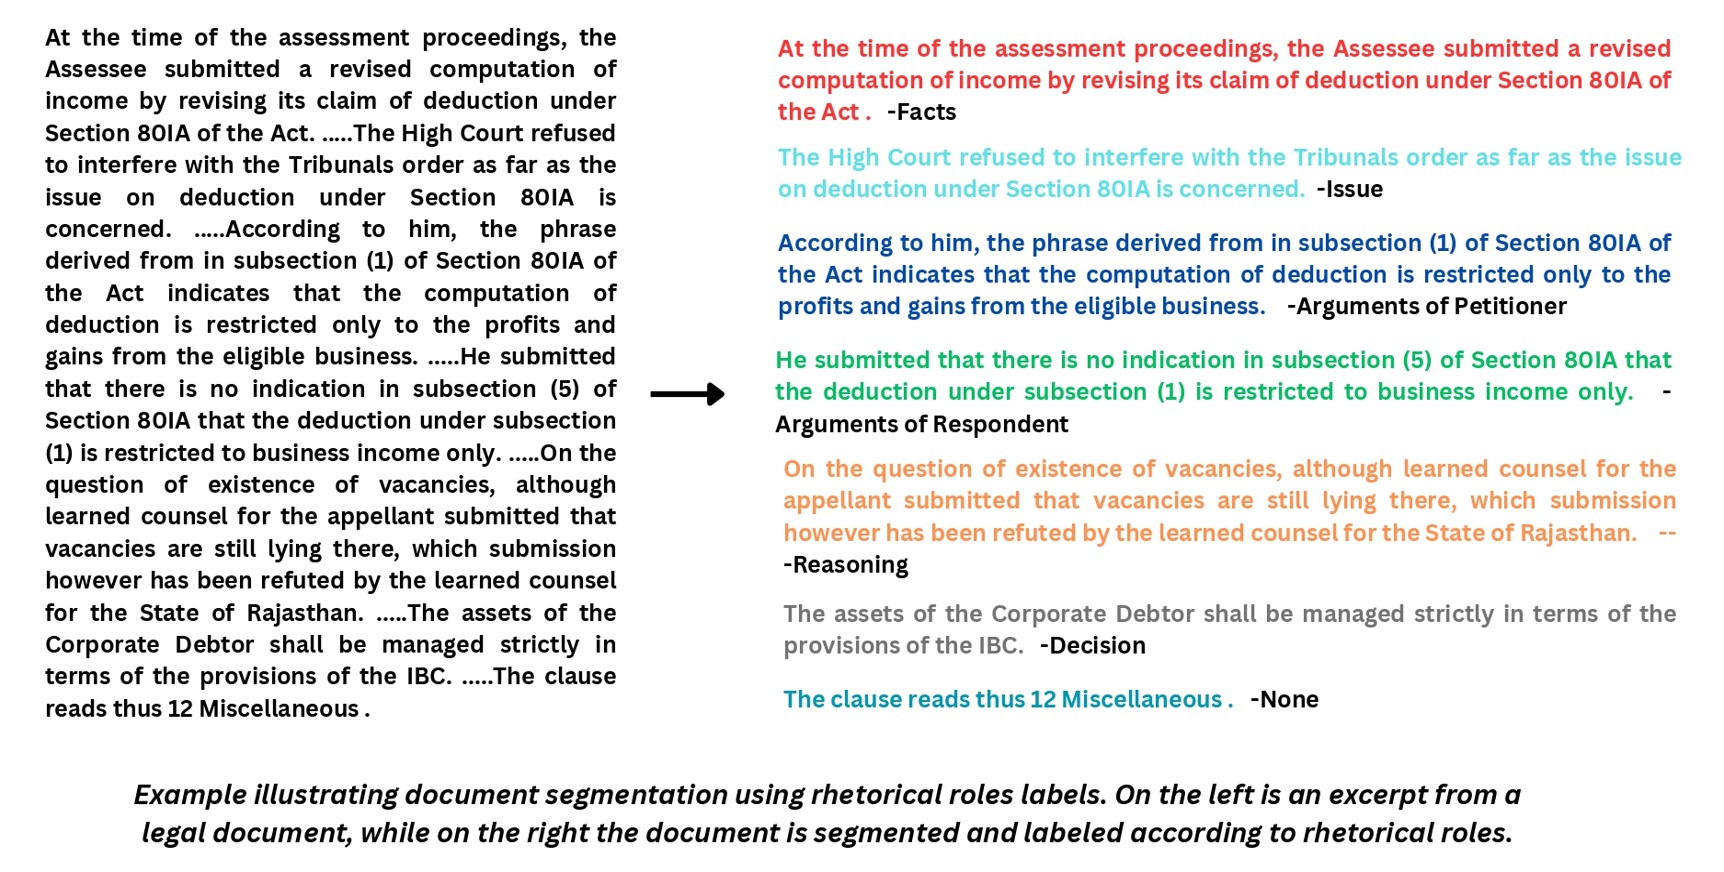 At the time of the assessment proceedings, the
Assessee submitted a revised computation of
income by revising its claim of deduction under
Section 80IA of the Act. .....The High Court refused
to interfere with the Tribunals order as far as the
issue on deduction under Section 80IA is
concerned. .....According to him, the phrase
derived from in subsection (1) of Section 80IA of
the Act indicates that the computation of
deduction is restricted only to the profits and
gains from the eligible business. .....He submitted
that there is no indication in subsection (5) of
Section 80IA that the deduction under subsection
(1) is restricted to business income only. .....On the
question of existence of vacancies, although
learned counsel for the appellant submitted that
vacancies are still lying there, which submission
however has been refuted by the learned counsel
for the State of Rajasthan. .....The assets of the
Corporate Debtor shall be managed strictly in
terms of the provisions of the IBC. .....The clause
reads thus 12 Miscellaneous .
At the time of the assessment proceedings, the Assessee submitted a revised
computation of income by revising its claim of deduction under Section 80IA of
the Act . -Facts
The High Court refused to interfere with the Tribunals order as far as the issue
on deduction under Section 80IA is concerned. -Issue
According to him, the phrase derived from in subsection (1) of Section 80IA of
the Act indicates that the computation of deduction is restricted only to the
profits and gains from the eligible business. -Arguments of Petitioner
He submitted that there is no indication in subsection (5) of Section 80IA that
the deduction under subsection (1) is restricted to business income only. -
Arguments of Respondent
On the question of existence of vacancies, although learned counsel for the
appellant submitted that vacancies are still lying there, which submission
however has been refuted by the learned counsel for the State of Rajasthan. --
-Reasoning
The assets of the Corporate Debtor shall be managed strictly in terms of the
provisions of the IBC. -Decision
The clause reads thus 12 Miscellaneous . -None
Example illustrating document segmentation using rhetorical roles labels. On the left is an excerpt from a
legal document, while on the right the document is segmented and labeled according to rhetorical roles.